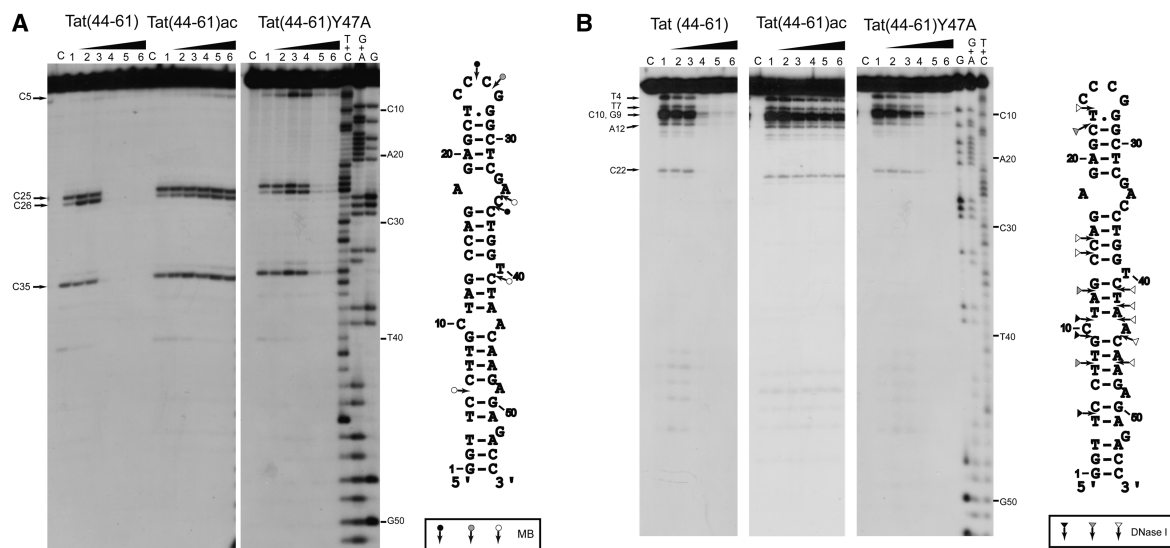 A
Tat(44-61) Tat(44-61)ac Tat(44-61)Y47A
C 1 2 3 4 5 6 C 1 2 3 4 5 6 C 1 2 3 4 5 6 T+C G+A G
C5
C25
C26
C35
C10
A20
C30
T40
G50
C C
C G
T·G
C–G
G–C 30
20–A–T
G–C
G
A A
C
G–C
A–T
C–G
C–G
T 40
G–C
A–T
T–A
10–C A
G–C
T–A
T–A
C–G
A
C–G
50
T–A
G
T–A
1–G G–C C
5' 3'
MB
B
Tat (44-61) Tat(44-61)ac Tat(44-61)Y47A
C 1 2 3 4 5 6 C 1 2 3 4 5 6 C 1 2 3 4 5 6 G G+A T+C
T4
T7
C10, G9
A12
C22
C10
A20
C30
T40
G50
C C
C G
T·G
C–G
G–C 30
20–A–T
G–C
G
A A
C
G–C
A–T
C–G
C–G
T 40
G–C
A–T
T–A
10–C A
G–C
T–A
T–A
C–G
A
C–G
50
T–A
G
T–A
1–G G–C C
5' 3'
DNase I